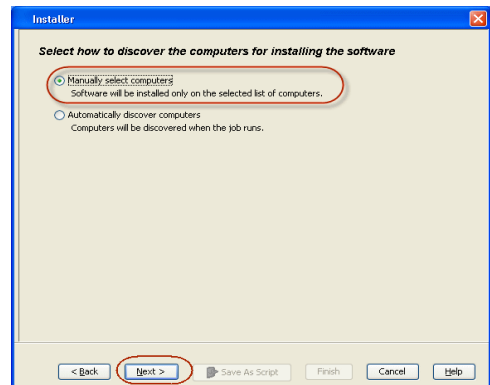 Installer
Select how to discover the computers for installing the software
Manually select computers
Software will be installed only on the selected list of computers.
Automatically discover computers
Computers will be discovered when the job runs.
< Back Next > Save As Script Finish Cancel Help